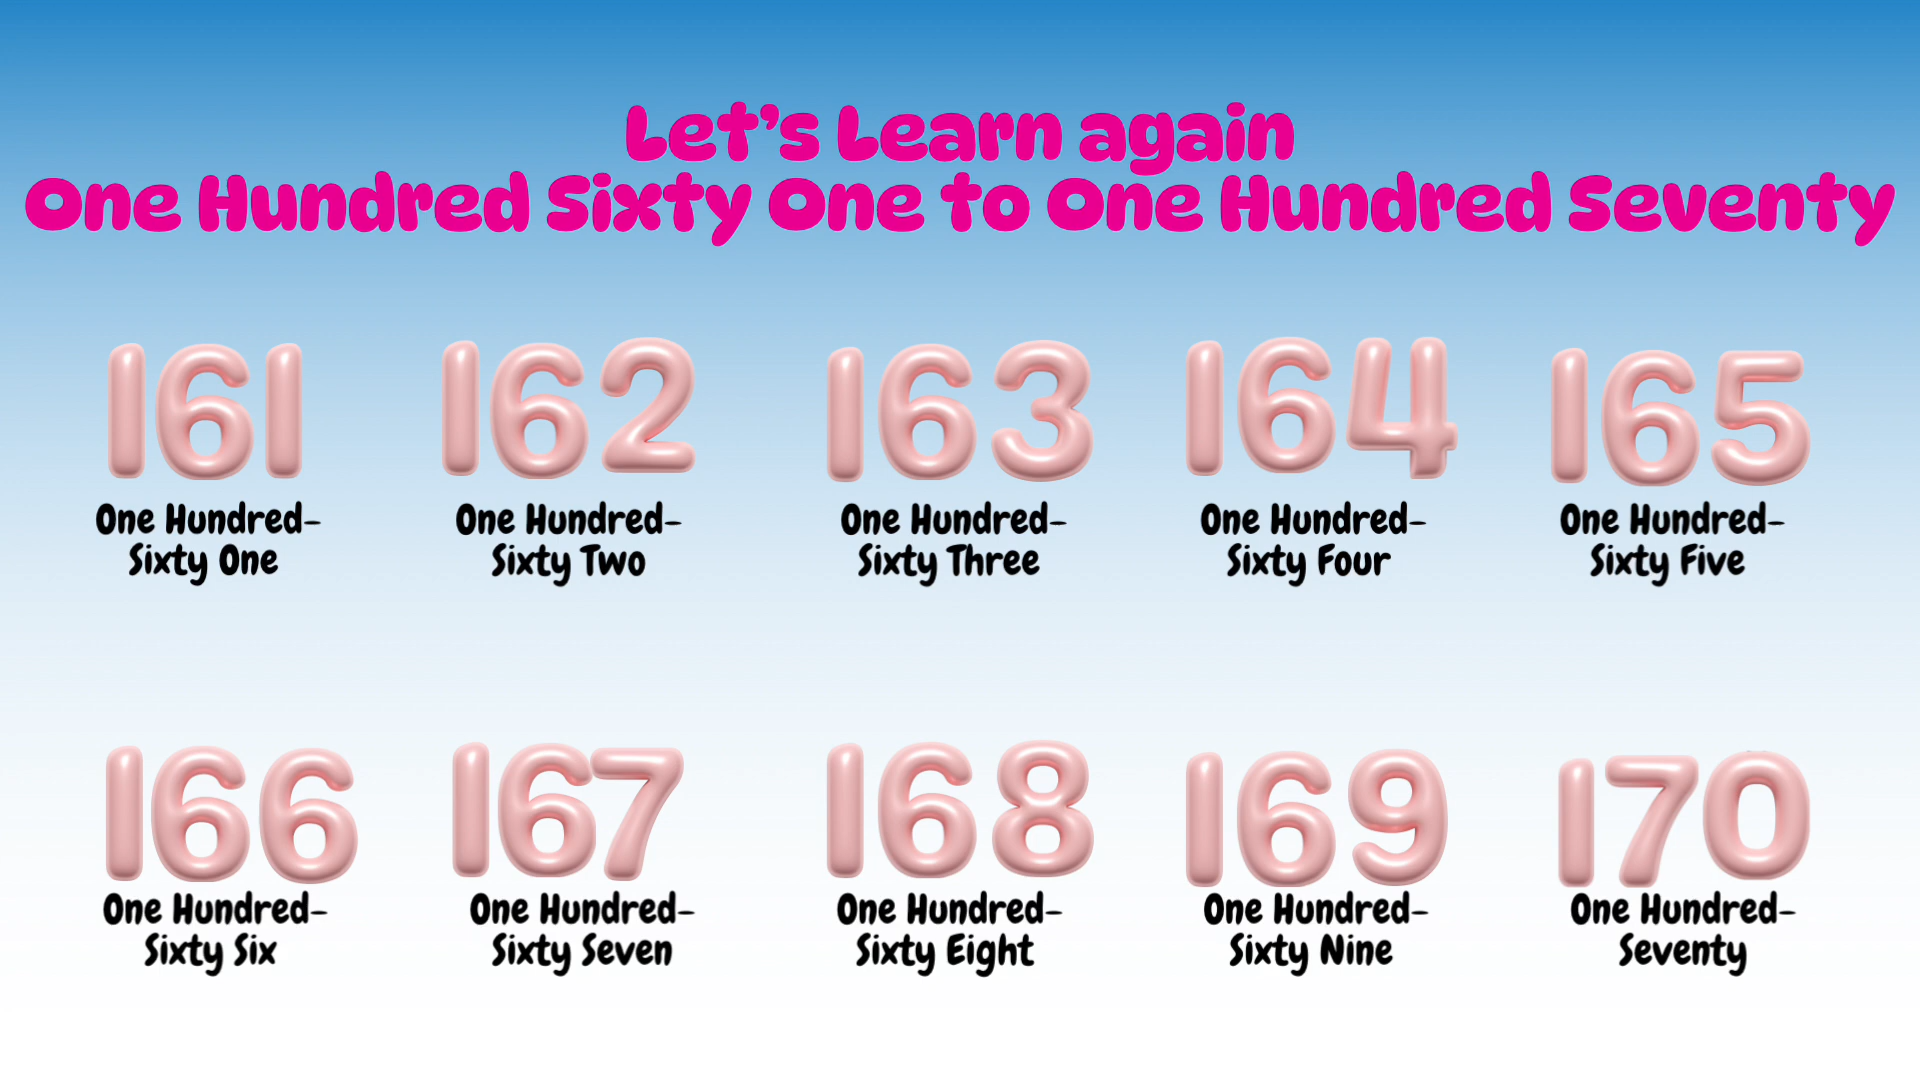 Let's Learn again
One Hundred Sixty One to One Hundred Seventy
161 162 163 164 165
One Hundred- One Hundred- One Hundred- One Hundred- One Hundred-
Sixty One Sixty Two Sixty Three Sixty Four Sixty Five
166 167 168 169 170
One Hundred- One Hundred- One Hundred- One Hundred- One Hundred-
Sixty Six Sixty Seven Sixty Eight Sixty Nine Seventy